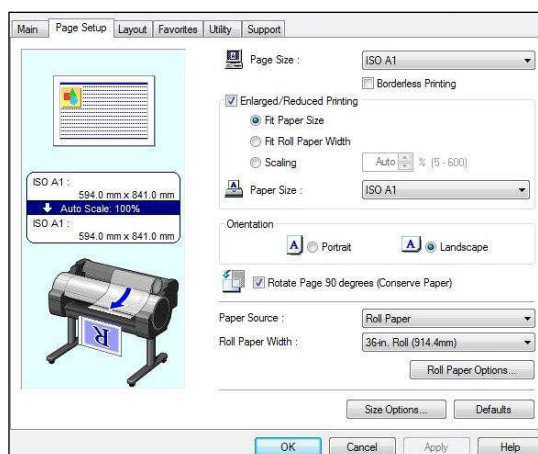 Main Page Setup Layout Favorites Utility Support
Page Size : ISO A1
Borderless Printing
Enlarged/Reduced Printing
Fit Paper Size
Fit Roll Paper Width
Scaling Auto % (5 - 600)
Paper Size : ISO A1
ISO A1 :
594.0 mm x 841.0 mm
Auto Scale: 100%
ISO A1 :
594.0 mm x 841.0 mm
Orientation
A Portrait A Landscape
Rotate Page 90 degrees (Conserve Paper)
R
Paper Source : Roll Paper
Roll Paper Width : 36-in. Roll (914.4mm)
Roll Paper Options...
Size Options... Defaults
OK Cancel Apply Help